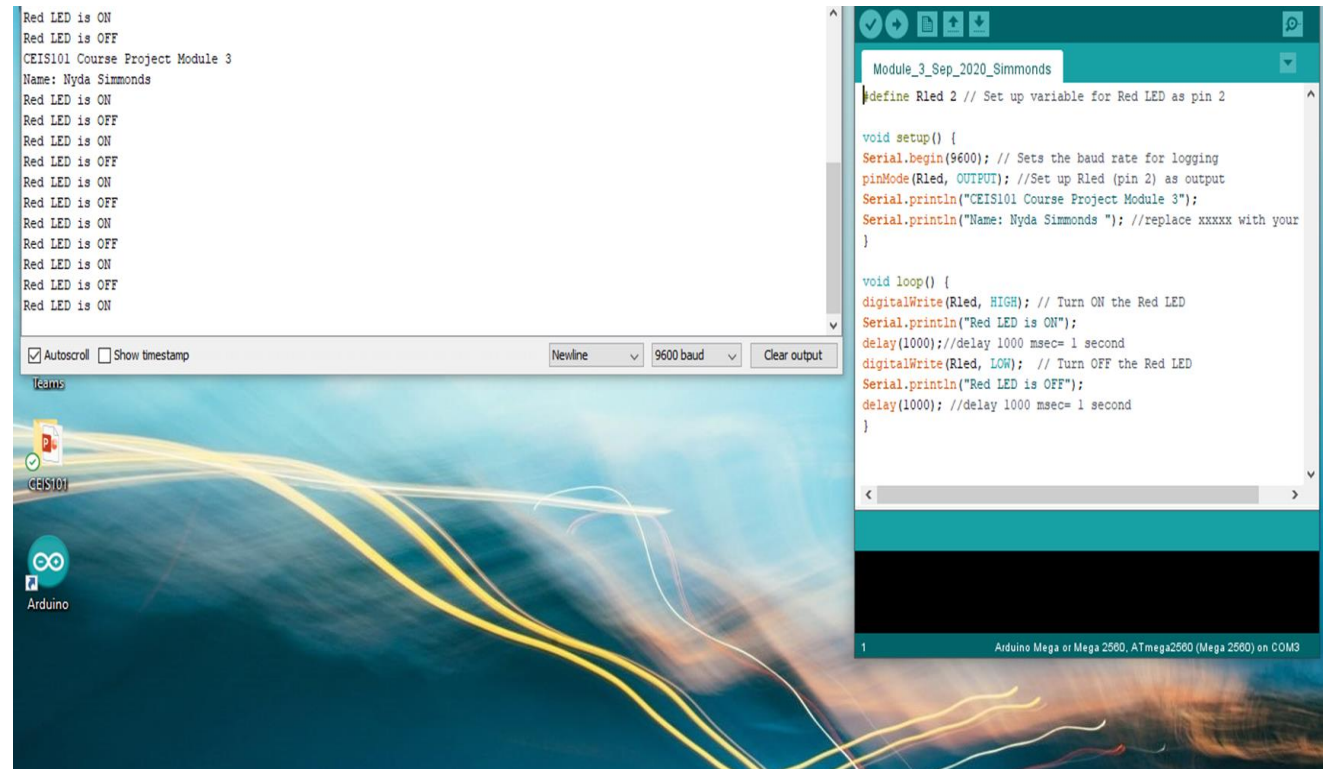 Red LED is ON
Red LED is OFF
CEIS101 Course Project Module 3
Name: Nyda Simmonds
Red LED is ON
Red LED is OFF
Red LED is ON
Red LED is OFF
Red LED is ON
Red LED is OFF
Red LED is ON
Red LED is OFF
Red LED is ON
Red LED is OFF
Red LED is ON
Autoscroll Show timestamp Newline 9600 baud Clear output
Teams
CEIS101
Arduino
Module_3_Sep_2020_Simmonds
#define Rled 2 // Set up variable for Red LED as pin 2
void setup() {
Serial.begin(9600); // Sets the baud rate for logging
pinMode(Rled, OUTPUT); //Set up Rled (pin 2) as output
Serial.println("CEIS101 Course Project Module 3");
Serial.println("Name: Nyda Simmonds "); //replace xxxxx with your
}
void loop() {
digitalWrite(Rled, HIGH); // Turn ON the Red LED
Serial.println("Red LED is ON");
delay(1000);//delay 1000 msec= 1 second
digitalWrite(Rled, LOW);  // Turn OFF the Red LED
Serial.println("Red LED is OFF");
delay(1000); //delay 1000 msec= 1 second
}
1 Arduino Mega or Mega 2560, ATmega2560 (Mega 2560) on COM3